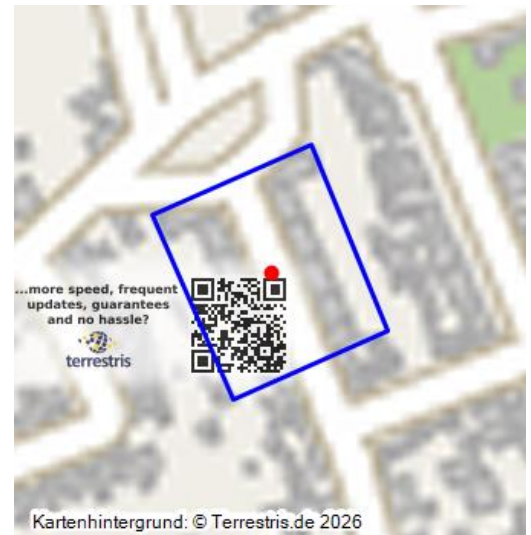 ...more speed, frequent
updates, guarantees
and no hassle?
terrestris
Kartenhintergrund: © Terrestris.de 2026